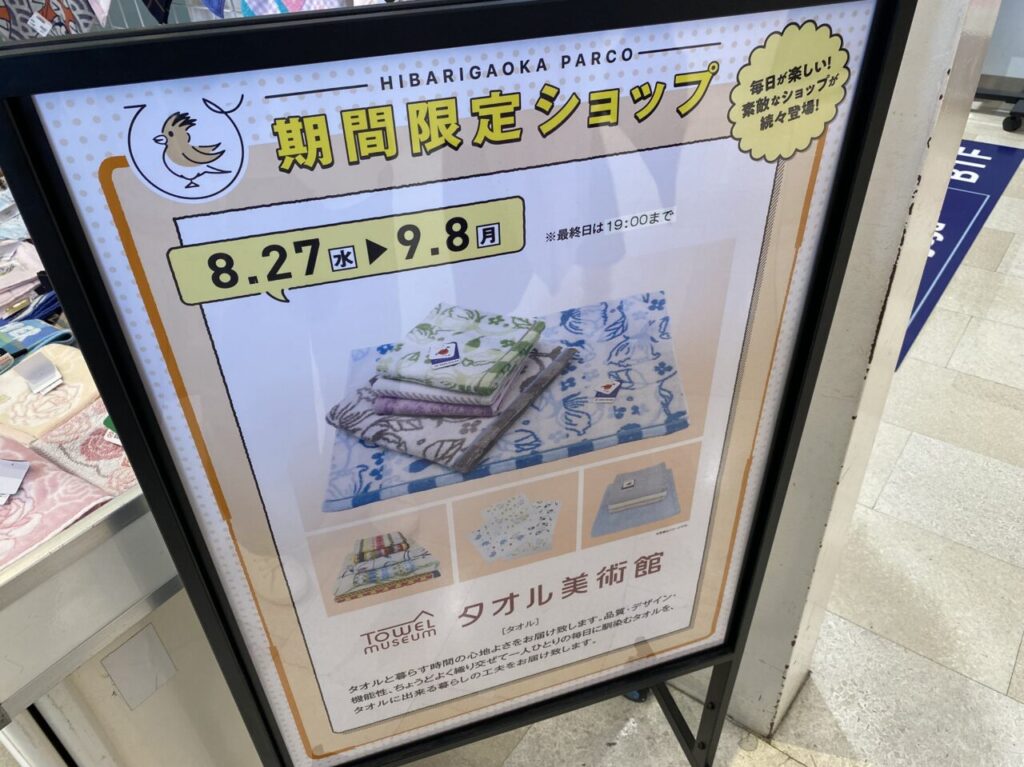 HIBARIGAOKA PARCO
期間限定ショップ
毎日が楽しい!
素敵なショップが
続々登場!
8.27水▶9.8月
※最終日は19:00まで
TOWEL
MUSEUM
タオル美術館
[タオル]
タオルと暮らす時間の心地よさをお届け致します。品質・デザイン・
機能性、ちょうどよく織り交ぜて一人ひとりの毎日に馴染むタオルを、
タオルに出来る暮らしの工夫をお届け致します。